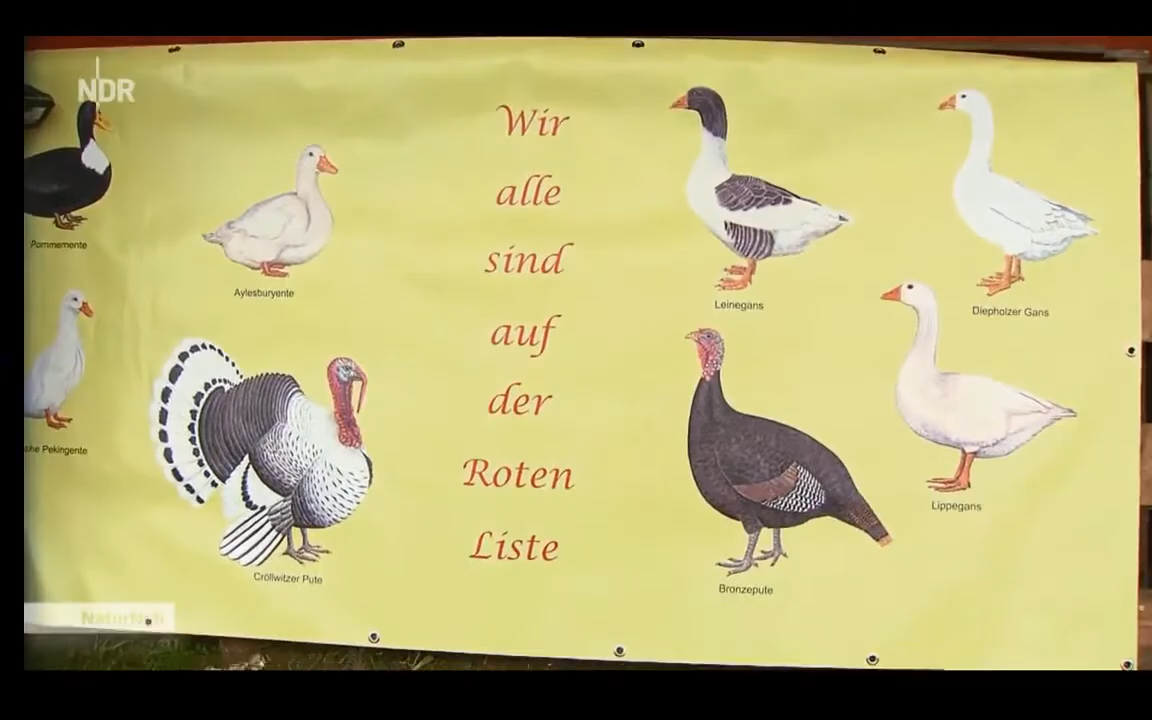 NDR
Wir
alle
sind
auf
der
Roten
Liste
Pommernente
Aylesburyente
Leinegans
Diepholzer Gans
Pekingente
Lippegans
Cröllwitzer Pute
Bronzepute